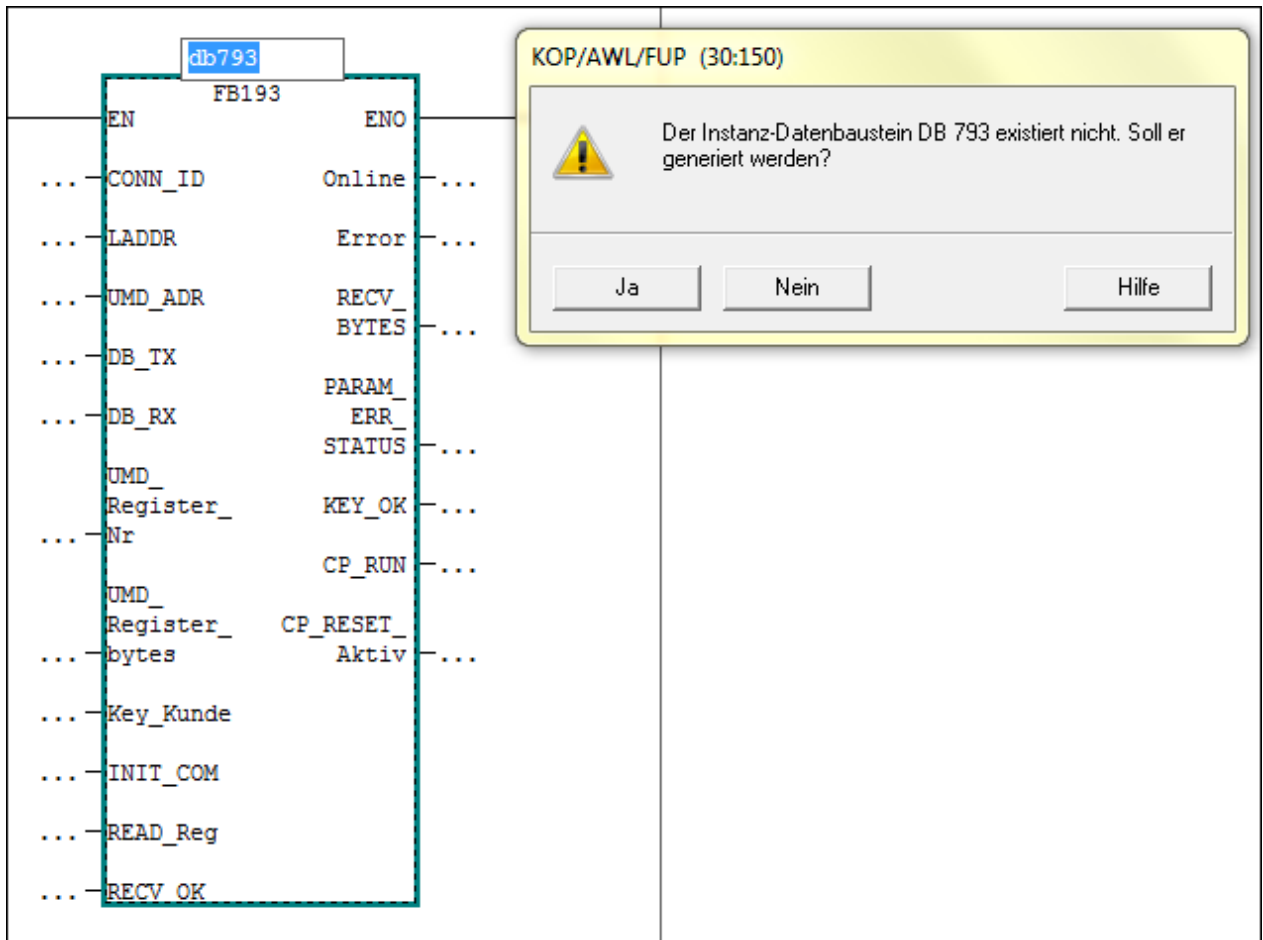 db793
FB193
EN ENO
... CONN_ID Online ...
... LADDR Error ...
... UMD_ADR RECV_
BYTES ...
... DB_TX
PARAM_
... DB_RX ERR_
STATUS ...
UMD_
Register_ KEY_OK ...
... Nr
CP_RUN ...
UMD_
Register_ CP_RESET_
... bytes Aktiv ...
... Key_Kunde
... INIT_COM
... READ_Reg
... RECV_OK
KOP/AWL/FUP (30:150)
Der Instanz-Datenbaustein DB 793 existiert nicht. Soll er
generiert werden?
Ja Nein Hilfe